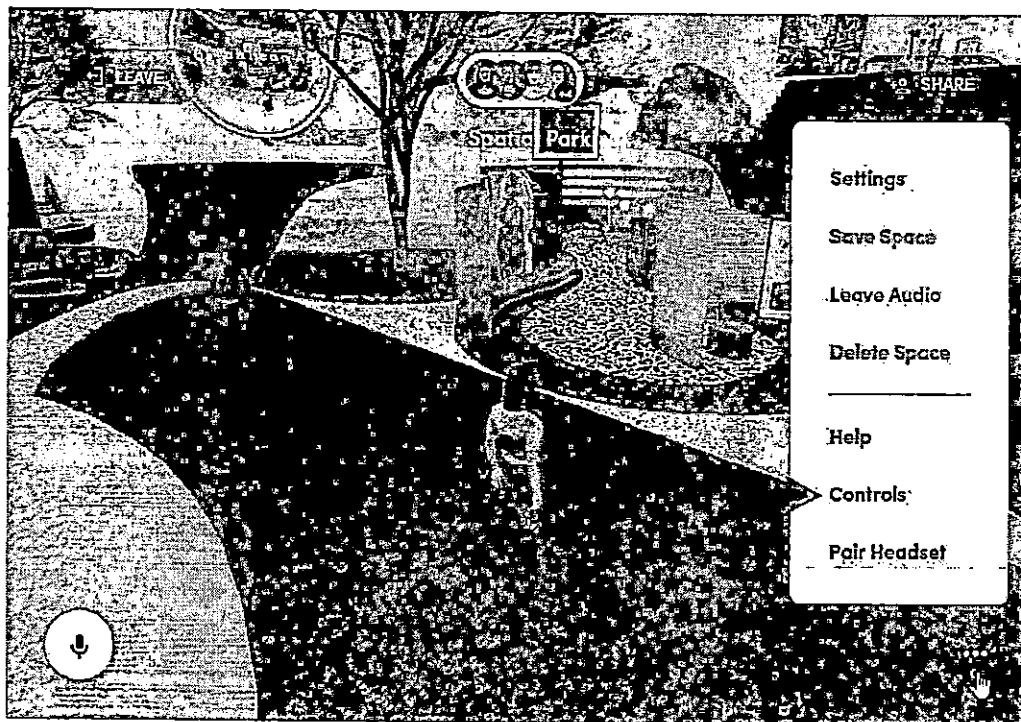 LEAVE
SHARE
Spatial Park
Settings
Save Space
Leave Audio
Delete Space
Help
Controls
Pair Headset